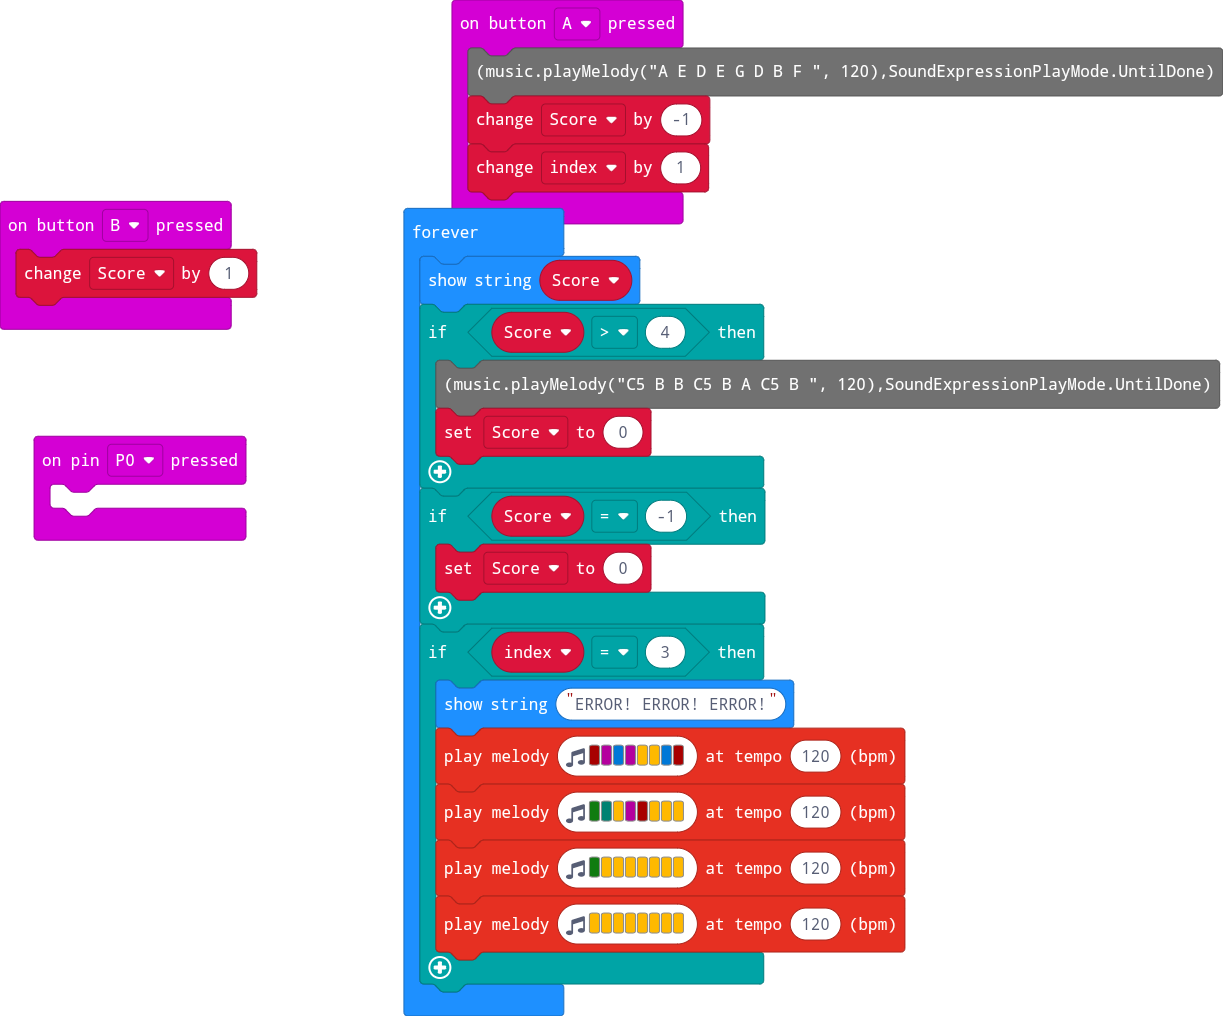 on button A pressed
(music.playMelody("A E D E G D B F ", 120),SoundExpressionPlayMode.UntilDone)
change Score by -1
change index by 1
on button B pressed
change Score by 1
forever
show string Score
if Score > 4 then
(music.playMelody("C5 B B C5 B A C5 B ", 120),SoundExpressionPlayMode.UntilDone)
set Score to 0
on pin P0 pressed
if Score = -1 then
set Score to 0
if index = 3 then
show string "ERROR! ERROR! ERROR!"
play melody at tempo 120 (bpm)
play melody at tempo 120 (bpm)
play melody at tempo 120 (bpm)
play melody at tempo 120 (bpm)